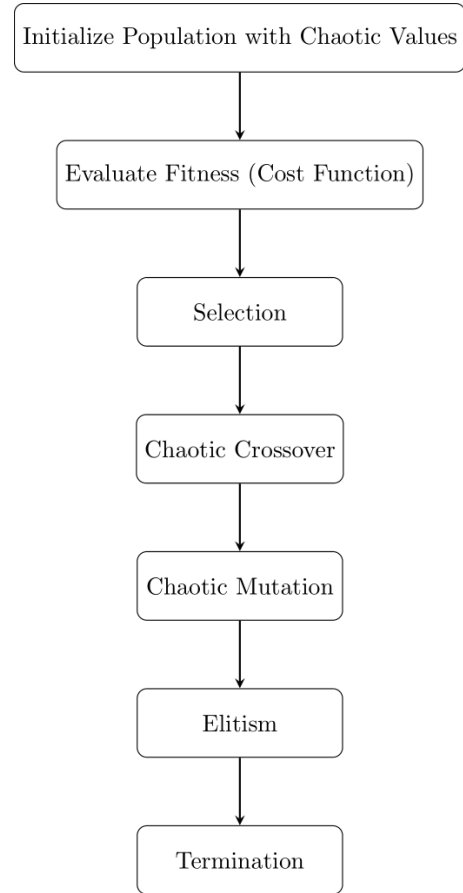 Initialize Population with Chaotic Values
Evaluate Fitness (Cost Function)
Selection
Chaotic Crossover
Chaotic Mutation
Elitism
Termination